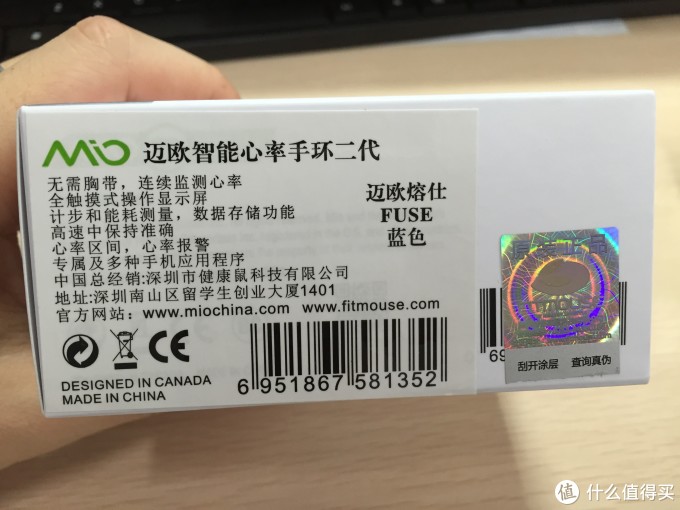 MIO 迈欧智能心率手环二代
无需胸带，连续监测心率
全触摸式操作显示屏
计步和能耗测量，数据存储功能
高速中保持准确
心率区间，心率报警
专属及多种手机应用程序
中国总经销:深圳市健康鼠科技有限公司
地址:深圳南山区留学生创业大厦1401
官方网站：www.miochina.com www.fitmouse.com
迈欧熔仕
FUSE
蓝色
CE
DESIGNED IN CANADA
MADE IN CHINA
6 951867 581352
69
刮开涂层 查询真伪
值 什么值得买